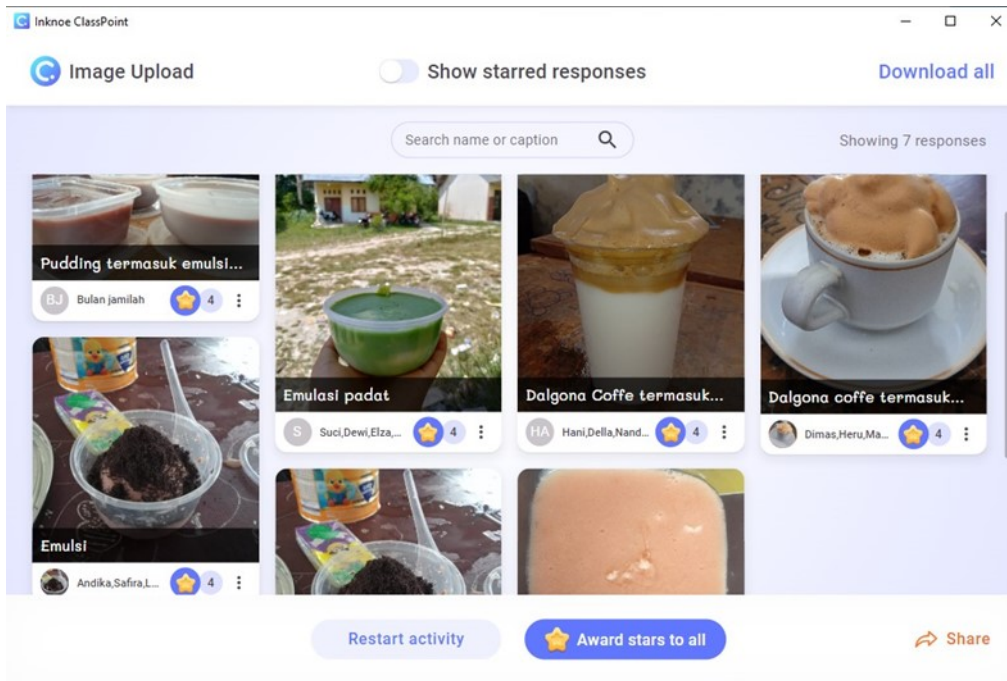 Inknoe ClassPoint
Image Upload
Show starred responses
Download all
Search name or caption
Showing 7 responses
Pudding termasuk emulsi...
BJ Bulan jamilah 4
Emulasi padat
S Suci,Dewi,Elza,... 4
Dalgona Coffe termasuk...
HA Hani,Della,Nand... 4
Dalgona coffe termasuk...
Dimas,Heru,Ma... 4
Emulsi
Andika,Safira,L... 4
Restart activity
Award stars to all
Share